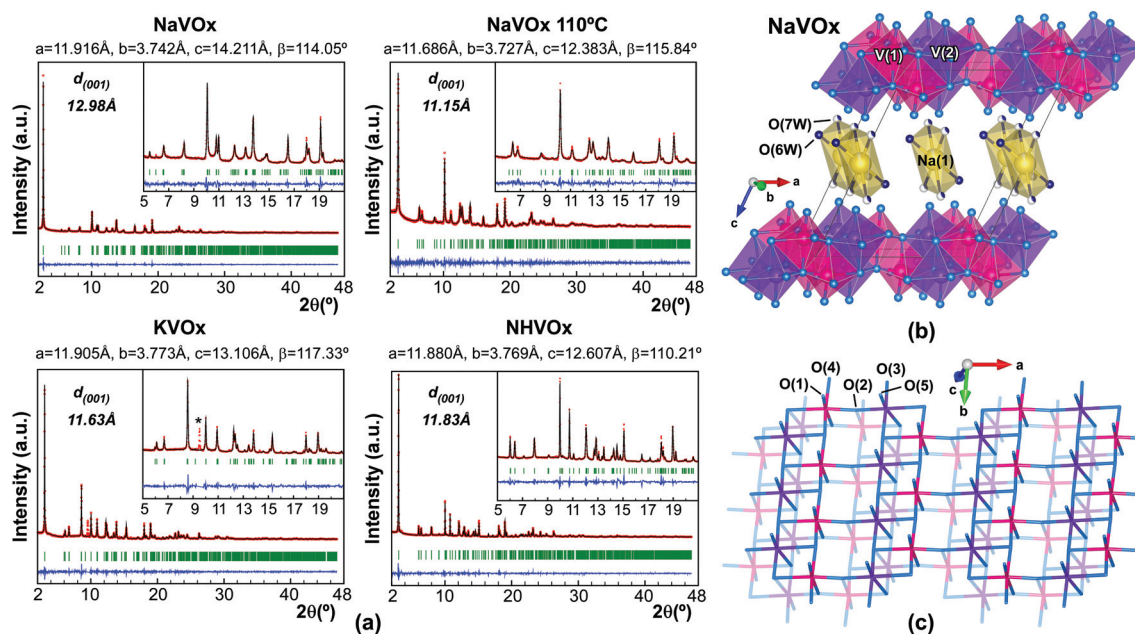 NaVOx
a=11.916Å, b=3.742Å, c=14.211Å, β=114.05º
Intensity (a.u.)
d(001)
12.98Å
5 7 9 11 13 15 17 19
2 10 20 30 40 48
2θ(º)
NaVOx 110ºC
a=11.686Å, b=3.727Å, c=12.383Å, β=115.84º
Intensity (a.u.)
d(001)
11.15Å
5 7 9 11 13 15 17 19
2 10 20 30 40 48
2θ(º)
KVOx
a=11.905Å, b=3.773Å, c=13.106Å, β=117.33º
Intensity (a.u.)
d(001)
11.63Å
*
5 7 9 11 13 15 17 19
2 10 20 30 40 48
2θ(º)
NHVOx
a=11.880Å, b=3.769Å, c=12.607Å, β=110.21º
Intensity (a.u.)
d(001)
11.83Å
5 7 9 11 13 15 17 19
2 10 20 30 40 48
2θ(º)
(a)
NaVOx
V(1)
V(2)
O(7W)
O(6W)
Na(1)
a
b
c
(b)
O(4)
O(3)
O(1)
O(2)
O(5)
a
c
b
(c)